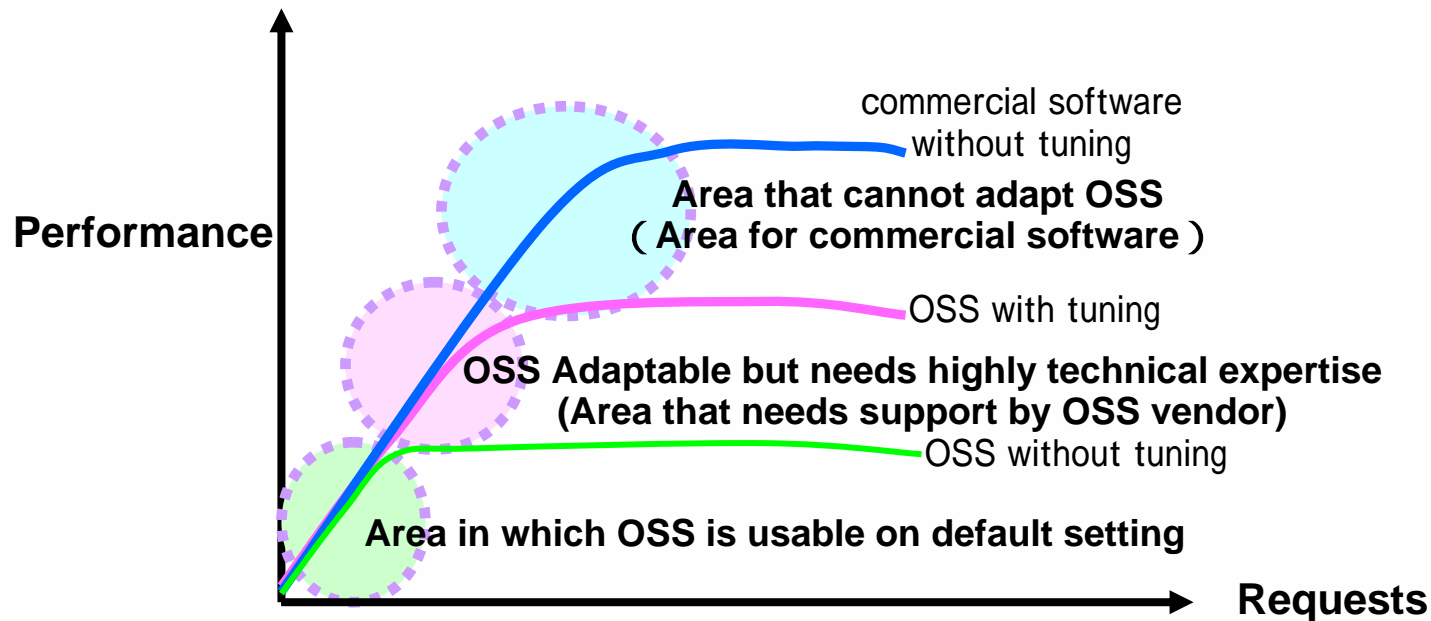 commercial software
without tuning
Area that cannot adapt OSS
（Area for commercial software）
Performance
OSS with tuning
OSS Adaptable but needs highly technical expertise
(Area that needs support by OSS vendor)
OSS without tuning
Area in which OSS is usable on default setting
Requests